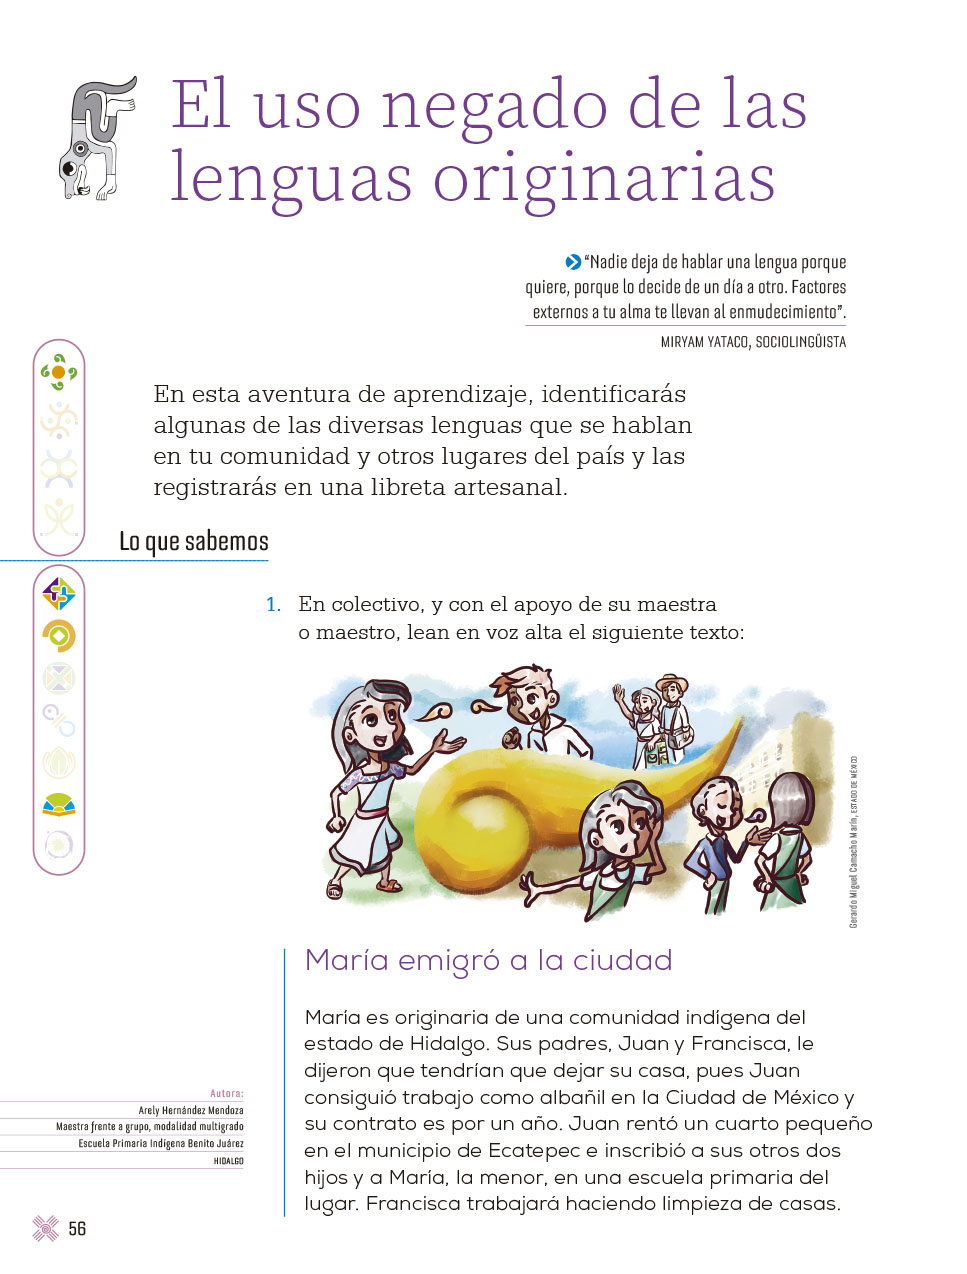 El uso negado de las
lenguas originarias
“Nadie deja de hablar una lengua porque
quiere, porque lo decide de un día a otro. Factores
externos a tu alma te llevan al enmudecimiento”.
MIRYAM YATACO, SOCIOLINGÜISTA
En esta aventura de aprendizaje, identificarás
algunas de las diversas lenguas que se hablan
en tu comunidad y otros lugares del país y las
registrarás en una libreta artesanal.
Lo que sabemos
1. En colectivo, y con el apoyo de su maestra
o maestro, lean en voz alta el siguiente texto:
Gerardo Miguel Camacho Marín, ESTADO DE MÉXICO
María emigró a la ciudad
María es originaria de una comunidad indígena del
estado de Hidalgo. Sus padres, Juan y Francisca, le
dijeron que tendrían que dejar su casa, pues Juan
consiguió trabajo como albañil en la Ciudad de México y
su contrato es por un año. Juan rentó un cuarto pequeño
en el municipio de Ecatepec e inscribió a sus otros dos
hijos y a María, la menor, en una escuela primaria del
lugar. Francisca trabajará haciendo limpieza de casas.
Autora:
Arely Hernández Mendoza
Maestra frente a grupo, modalidad multigrado
Escuela Primaria Indígena Benito Juárez
HIDALGO
56